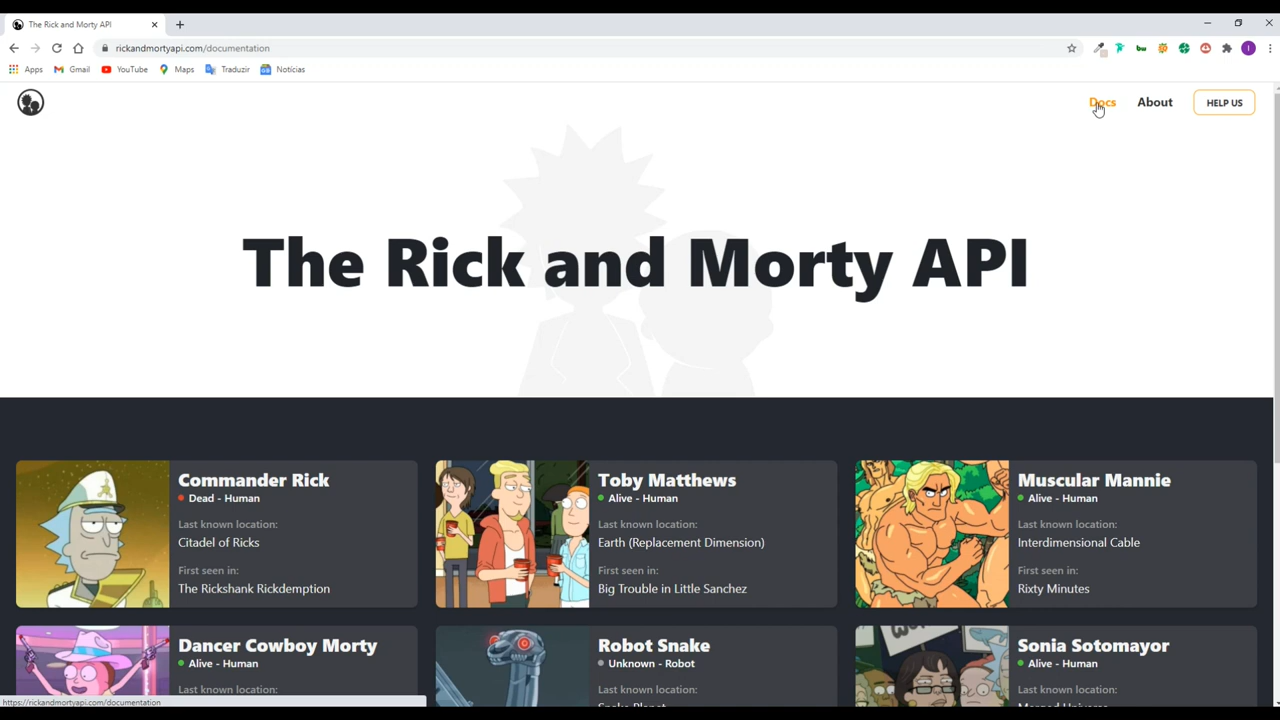 The Rick and Morty API
rickandmortyapi.com/documentation
Apps
Gmail
YouTube
Maps
Traduzir
Notícias
Docs
About
HELP US
The Rick and Morty API
Commander Rick
Dead - Human
Last known location:
Citadel of Ricks
First seen in:
The Rickshank Rickdemption
Toby Matthews
Alive - Human
Last known location:
Earth (Replacement Dimension)
First seen in:
Big Trouble in Little Sanchez
Muscular Mannie
Alive - Human
Last known location:
Interdimensional Cable
First seen in:
Rixty Minutes
Dancer Cowboy Morty
Alive - Human
Last known location:
Robot Snake
Unknown - Robot
Last known location:
Snake Planet
Sonia Sotomayor
Alive - Human
Last known location:
Merged Universe
https://rickandmortyapi.com/documentation